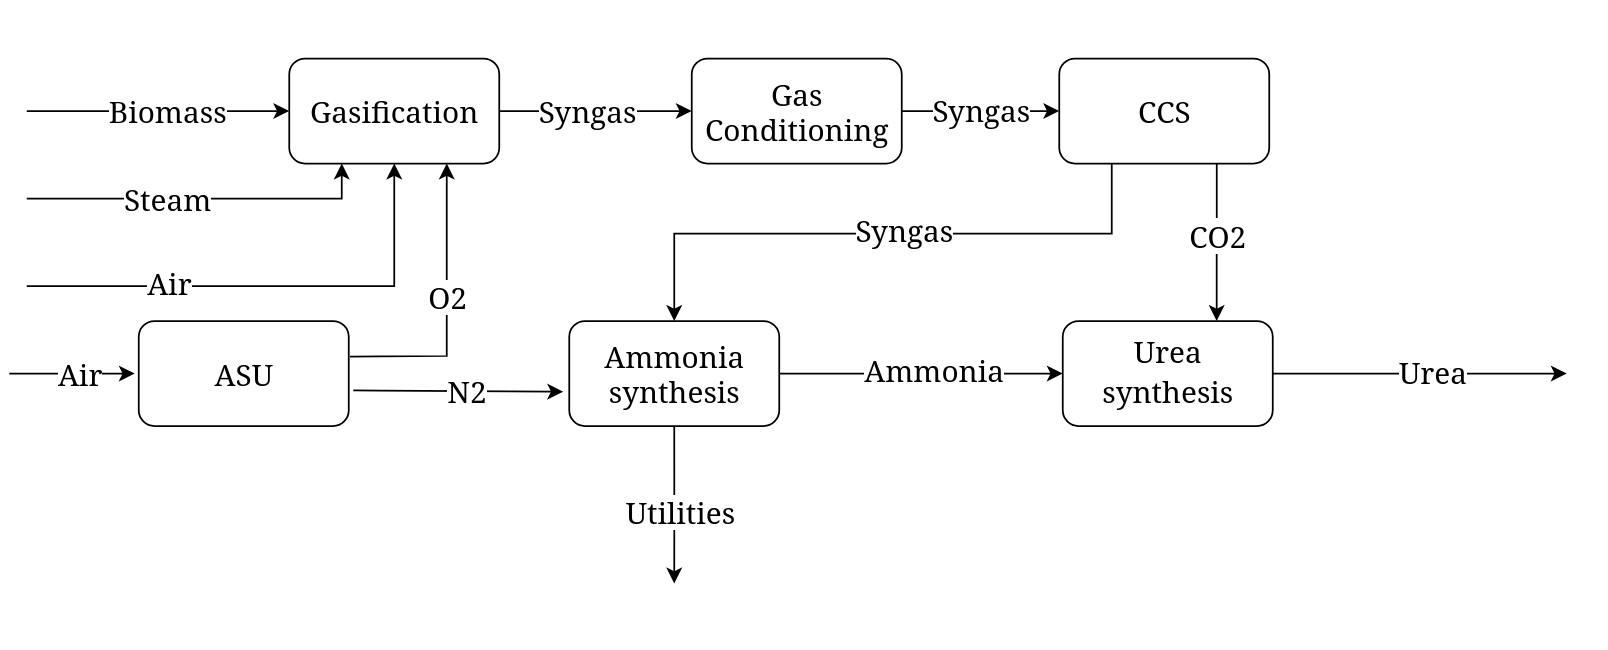 Biomass
Gasification
Syngas
Gas
Conditioning
Syngas
CCS
Steam
Syngas
CO2
Air
O2
Air
ASU
N2
Ammonia
synthesis
Ammonia
Urea
synthesis
Urea
Utilities